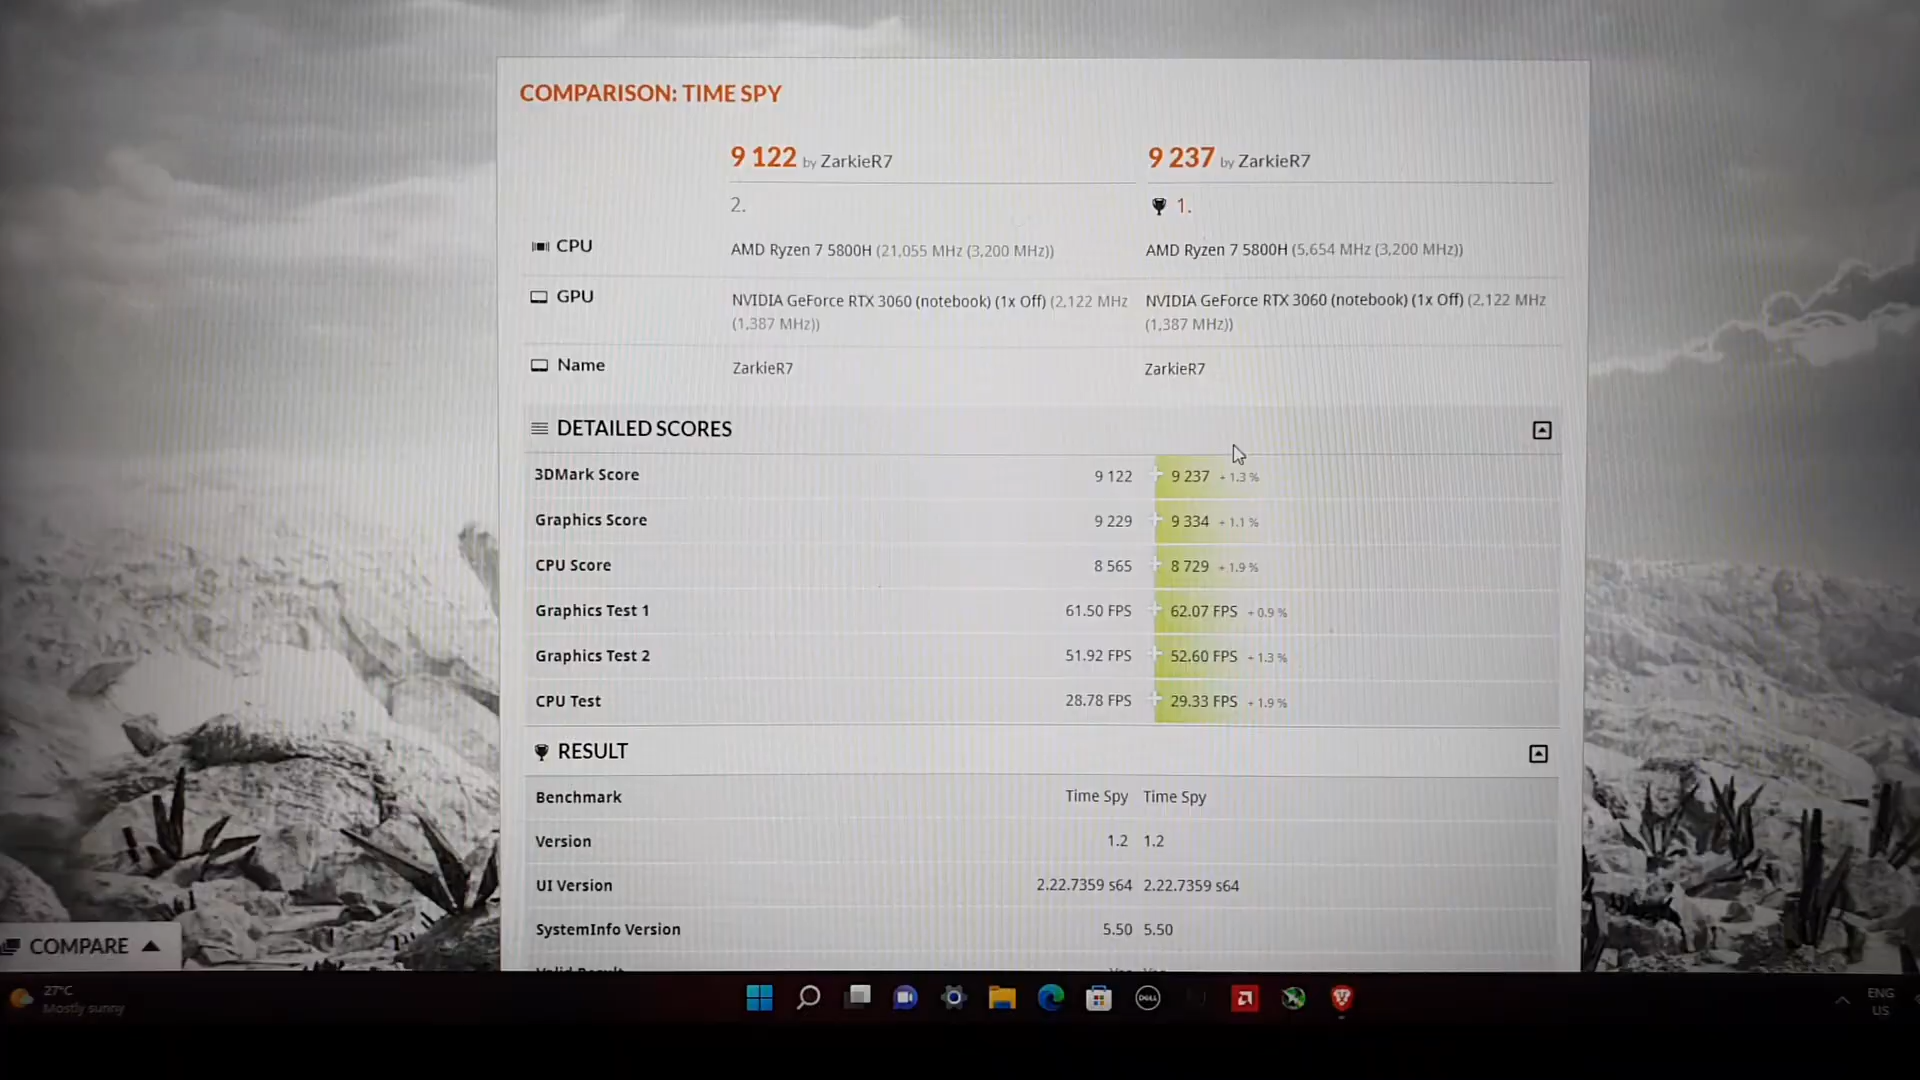 COMPARISON: TIME SPY
9 122 by ZarkieR7
9 237 by ZarkieR7
2.
1.
CPU
AMD Ryzen 7 5800H (21,055 MHz (3,200 MHz))
AMD Ryzen 7 5800H (5,654 MHz (3,200 MHz))
GPU
NVIDIA GeForce RTX 3060 (notebook) (1x Off) (2,122 MHz
(1,387 MHz))
NVIDIA GeForce RTX 3060 (notebook) (1x Off) (2,122 MHz
(1,387 MHz))
Name
ZarkieR7
ZarkieR7
DETAILED SCORES
3DMark Score 9 122 9 237 + 1.3 %
Graphics Score 9 229 9 334 + 1.1 %
CPU Score 8 565 8 729 + 1.9 %
Graphics Test 1 61.50 FPS 62.07 FPS + 0.9 %
Graphics Test 2 51.92 FPS 52.60 FPS + 1.3 %
CPU Test 28.78 FPS 29.33 FPS + 1.9 %
RESULT
Benchmark Time Spy Time Spy
Version 1.2 1.2
UI Version 2.22.7359 s64 2.22.7359 s64
SystemInfo Version 5.50 5.50
COMPARE
27°C
Mostly sunny
DELL
ENG
US